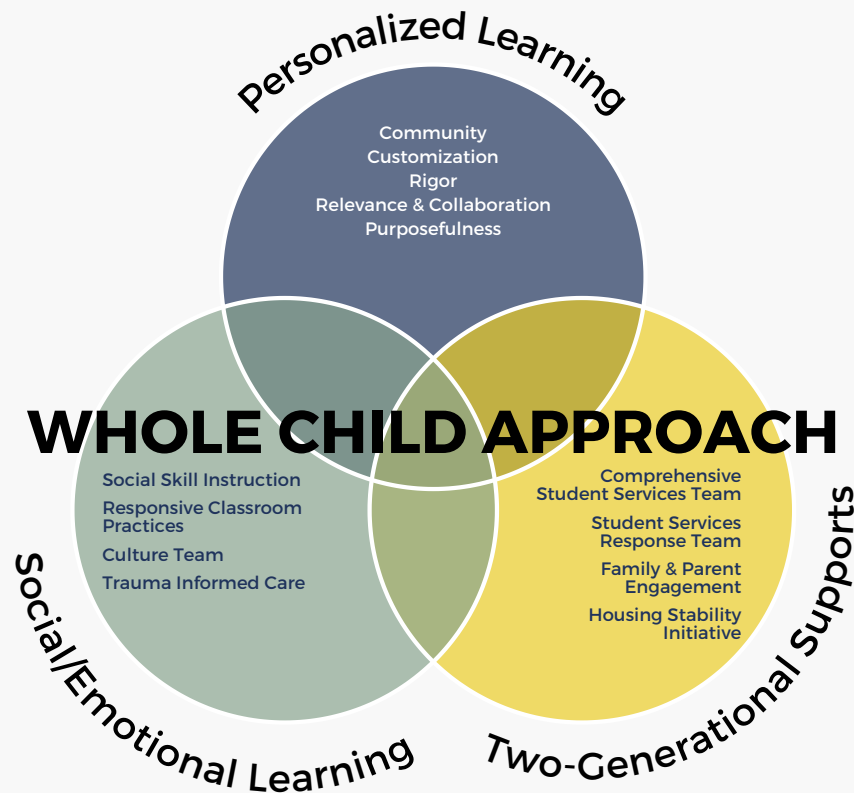 Personalized Learning
Community
Customization
Rigor
Relevance & Collaboration
Purposefulness
WHOLE CHILD APPROACH
Social Skill Instruction
Responsive Classroom
Practices
Culture Team
Trauma Informed Care
Comprehensive
Student Services Team
Student Services
Response Team
Family & Parent
Engagement
Housing Stability
Initiative
Social/Emotional Learning
Two-Generational Supports